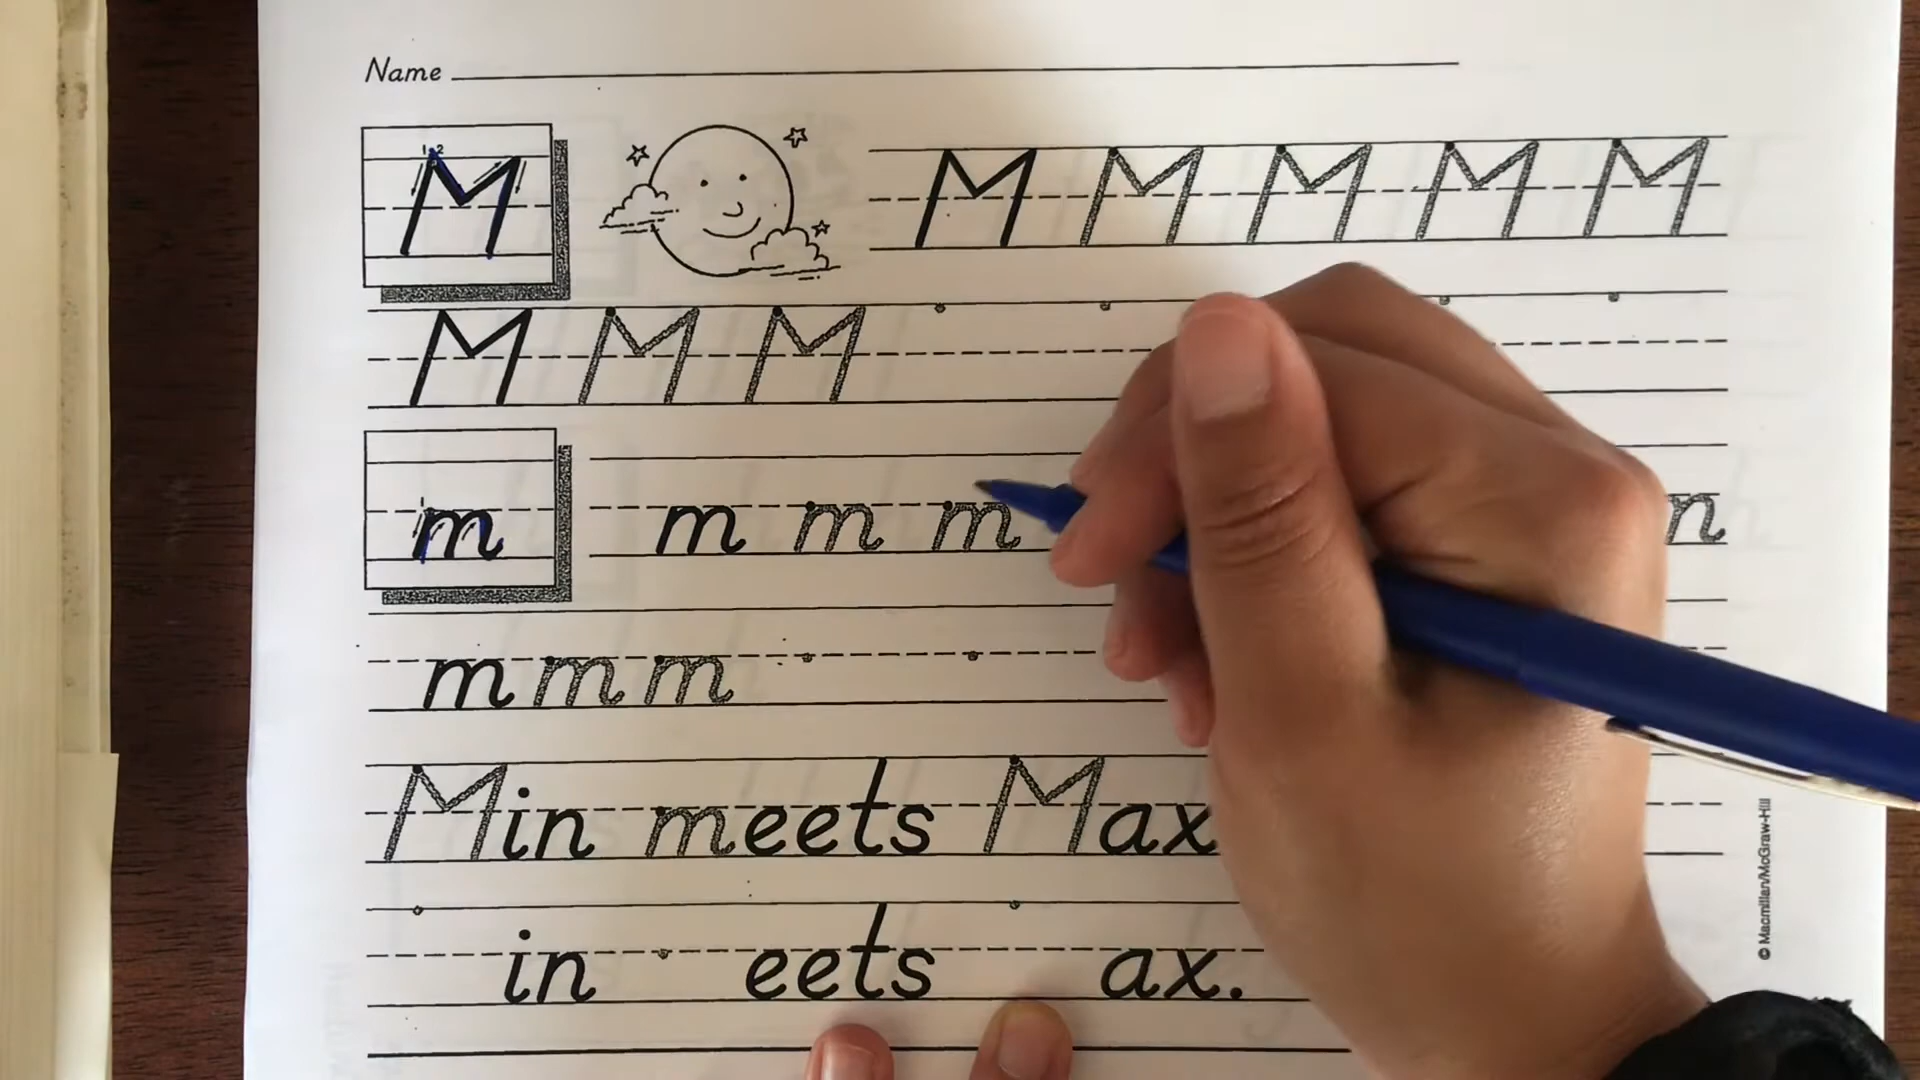 Name
M M M M M M
M M M
m m m m m
m m m
Min meets Max
in eets ax.
© Macmillan/McGraw-Hill